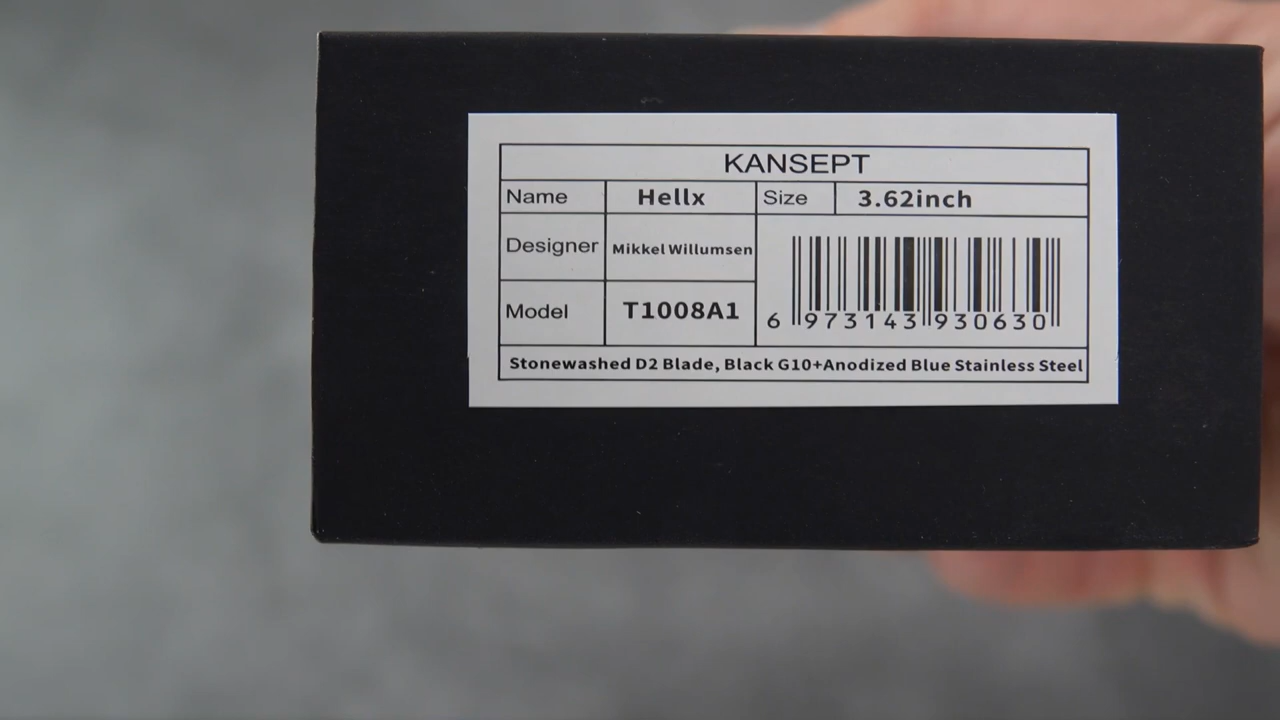 KANSEPT
Name Hellx Size 3.62inch
Designer Mikkel Willumsen
Model T1008A1
6 973143 930630
Stonewashed D2 Blade, Black G10+Anodized Blue Stainless Steel